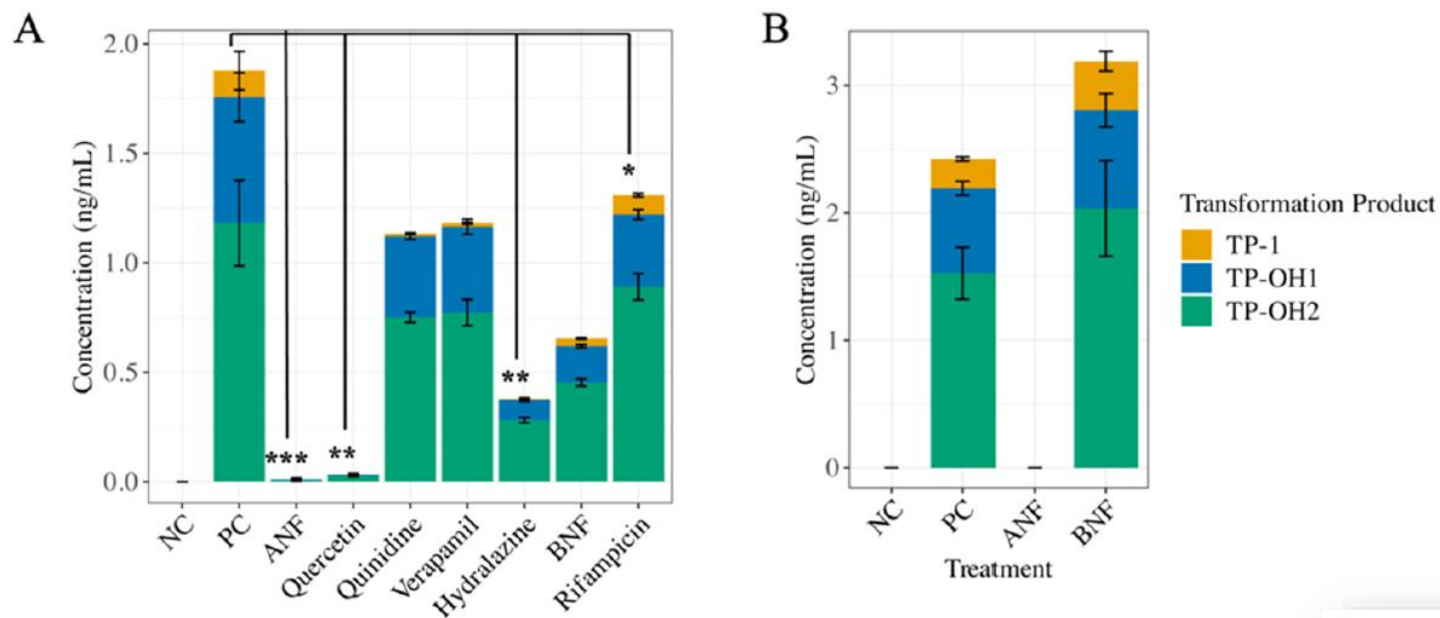 A
Concentration (ng/mL)
2.0
1.5
1.0
0.5
0.0
***
**
**
*
NC
PC
ANF
Quercetin
Quinidine
Verapamil
Hydralazine
BNF
Rifampicin
B
Concentration (ng/mL)
3
2
1
0
NC
PC
ANF
BNF
Treatment
Transformation Product
TP-1
TP-OH1
TP-OH2